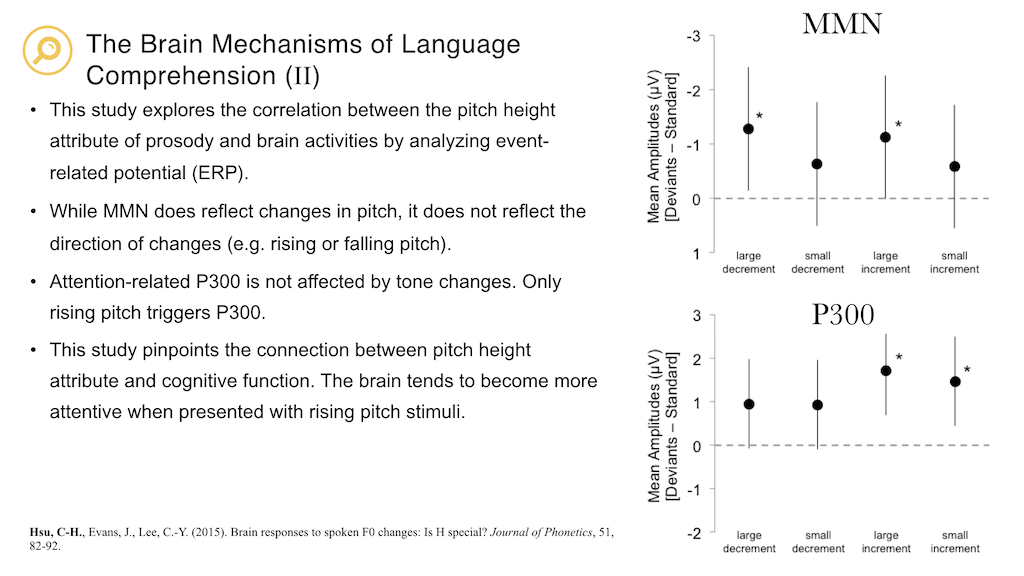 The Brain Mechanisms of Language
Comprehension (II)
• This study explores the correlation between the pitch height
attribute of prosody and brain activities by analyzing event-
related potential (ERP).
• While MMN does reflect changes in pitch, it does not reflect the
direction of changes (e.g. rising or falling pitch).
• Attention-related P300 is not affected by tone changes. Only
rising pitch triggers P300.
• This study pinpoints the connection between pitch height
attribute and cognitive function. The brain tends to become more
attentive when presented with rising pitch stimuli.
Hsu, C-H., Evans, J., Lee, C.-Y. (2015). Brain responses to spoken F0 changes: Is H special? Journal of Phonetics, 51,
82-92.
MMN
Mean Amplitudes (μV)
[Deviants – Standard]
-3
-2
-1
0
1
*
*
large
decrement
small
decrement
large
increment
small
increment
P300
Mean Amplitudes (μV)
[Deviants – Standard]
3
2
1
0
-1
-2
*
*
large
decrement
small
decrement
large
increment
small
increment